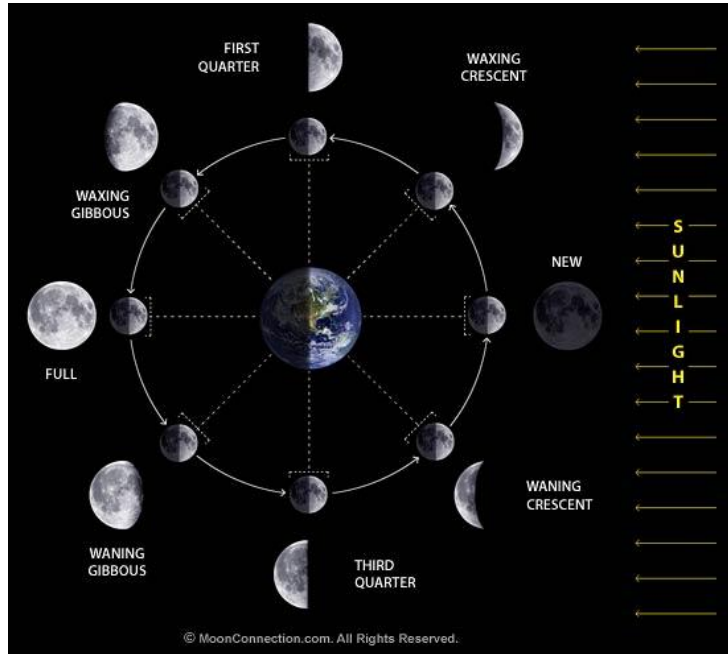 FIRST
QUARTER
WAXING
CRESCENT
WAXING
GIBBOUS
NEW
SUNLIGHT
FULL
WANING
GIBBOUS
THIRD
QUARTER
WANING
CRESCENT
© MoonConnection.com. All Rights Reserved.